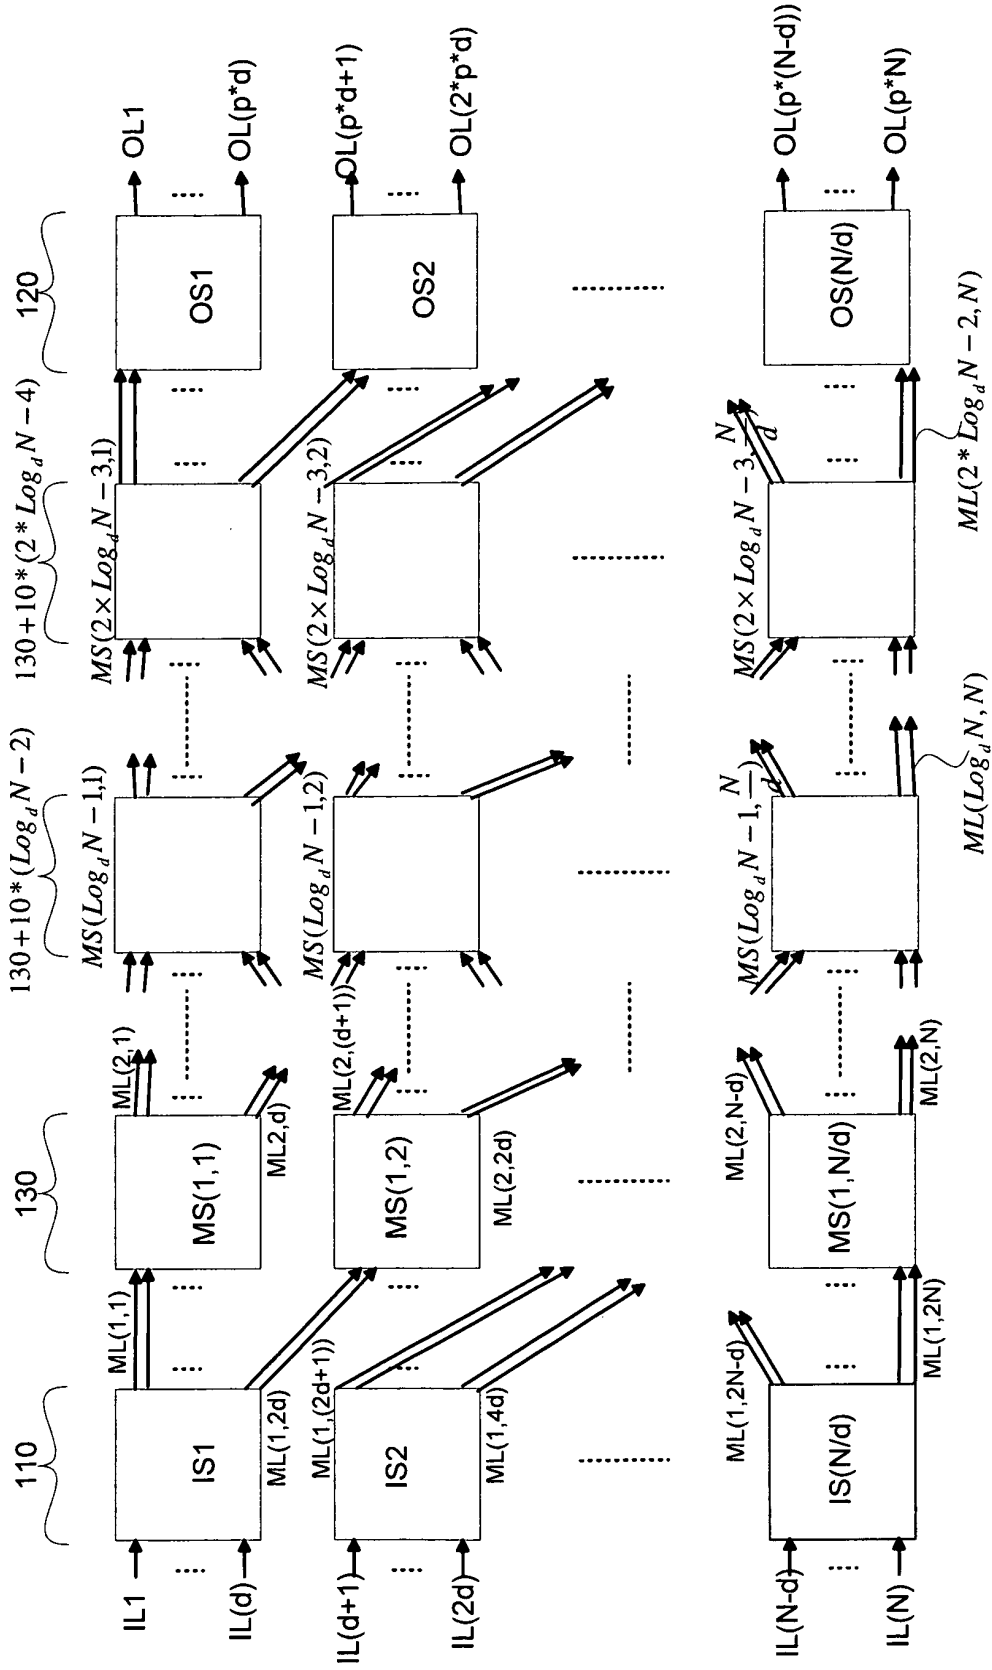 110
130
130+10*(Log_d N−2)
130+10*(2*Log_d N−4)
120
IL1
IS1
ML(1,1)
MS(1,1)
ML(2,1)
MS(Log_d N−1,1)
MS(2×Log_d N−3,1)
OS1
OL1
IL(d)
ML(1,2d)
ML2,d)
OL(p*d)
IL(d+1)
IS2
ML(1,(2d+1))
MS(1,2)
ML(2,(d+1))
MS(Log_d N−1,2)
MS(2×Log_d N−3,2)
OS2
OL(p*d+1)
IL(2d)
ML(1,4d)
ML(2,2d)
OL(2*p*d)
IL(N-d)
IS(N/d)
ML(1,2N-d)
MS(1,N/d)
ML(2,N-d)
MS(Log_d N−1, N/d)
MS(2×Log_d N−3, N/d)
OS(N/d)
OL(p*(N-d))
IL(N)
ML(1,2N)
ML(2,N)
ML(Log_d N,N)
ML(2*Log_d N−2,N)
OL(p*N)